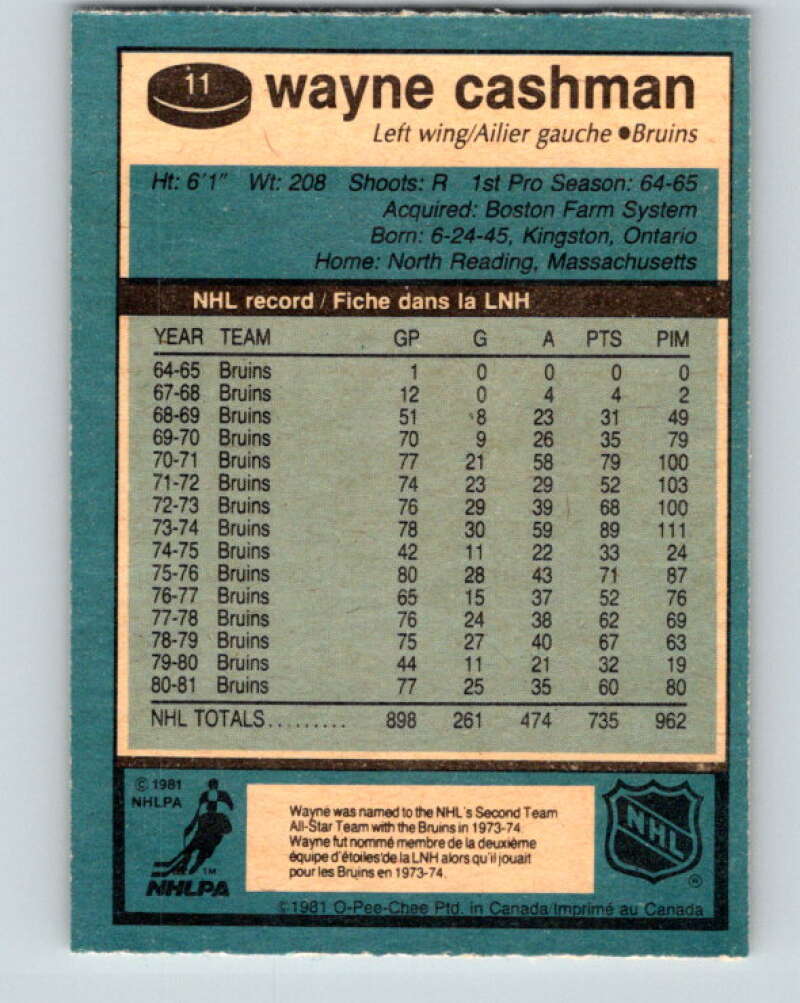 11 wayne cashman
Left wing/Ailier gauche ●Bruins
Ht: 6'1" Wt: 208 Shoots: R 1st Pro Season: 64-65
Acquired: Boston Farm System
Born: 6-24-45, Kingston, Ontario
Home: North Reading, Massachusetts
NHL record / Fiche dans la LNH
YEAR TEAM GP G A PTS PIM
64-65 Bruins 1 0 0 0 0
67-68 Bruins 12 0 4 4 2
68-69 Bruins 51 8 23 31 49
69-70 Bruins 70 9 26 35 79
70-71 Bruins 77 21 58 79 100
71-72 Bruins 74 23 29 52 103
72-73 Bruins 76 29 39 68 100
73-74 Bruins 78 30 59 89 111
74-75 Bruins 42 11 22 33 24
75-76 Bruins 80 28 43 71 87
76-77 Bruins 65 15 37 52 76
77-78 Bruins 76 24 38 62 69
78-79 Bruins 75 27 40 67 63
79-80 Bruins 44 11 21 32 19
80-81 Bruins 77 25 35 60 80
NHL TOTALS......... 898 261 474 735 962
© 1981
NHLPA
TM
NHLPA
Wayne was named to the NHL's Second Team
All-Star Team with the Bruins in 1973-74.
Wayne fut nommé membre de la deuxième
équipe d'étoiles de la LNH alors qu'il jouait
pour les Bruins en 1973-74.
NHL
®
©1981 O-Pee-Chee Ptd. in Canada/Imprimé au Canada